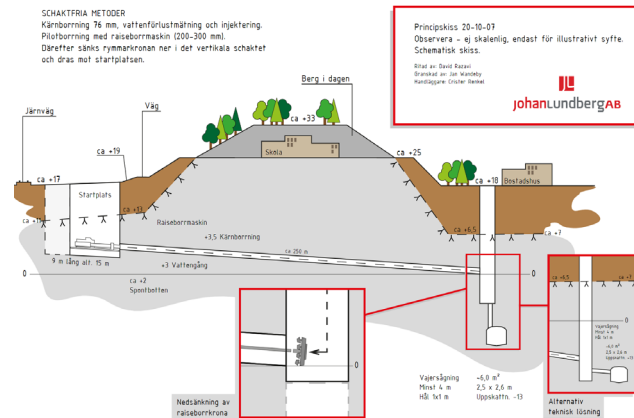 SCHAKTFRIA METODER
Kärnborrning 76 mm, vattenförlustmätning och injektering.
Pilotborrning med raiseborrmaskin (200-300 mm).
Därefter sänks rymmarkronan ner i det vertikala schaktet
och dras mot startplatsen.
Principskiss 20-10-07
Observera - ej skalenlig, endast för illustrativt syfte.
Schematisk skiss.
Ritad av: David Razavi
Granskad av: Jan Wandeby
Handläggare: Crister Renkel
JOHANLUNDBERGAB
Berg i dagen
Järnväg
Väg
ca +33
Skola
ca +19
ca +25
ca +17
ca +18
Bostadshus
Startplats
ca +11
Raiseborrmaskin
+3,5 Kärnborrning
ca +6,5
ca +7
ca 250 m
9 m lång alt. 15 m
+3 Vattengång
0
0
ca +2
Spontbotten
0
Nedsänkning av
raiseborrkrona
Vajersågning
Minst 4 m
Hål 1x1 m
~6,0 m²
2,5 x 2,6 m
Uppskattn. -13
ca +6,5
ca +7
0
Vajersågning
Minst 4 m
Hål 1x1 m
~6,0 m²
2,5 x 2,6 m
Uppskattn. -13
Alternativ
teknisk lösning